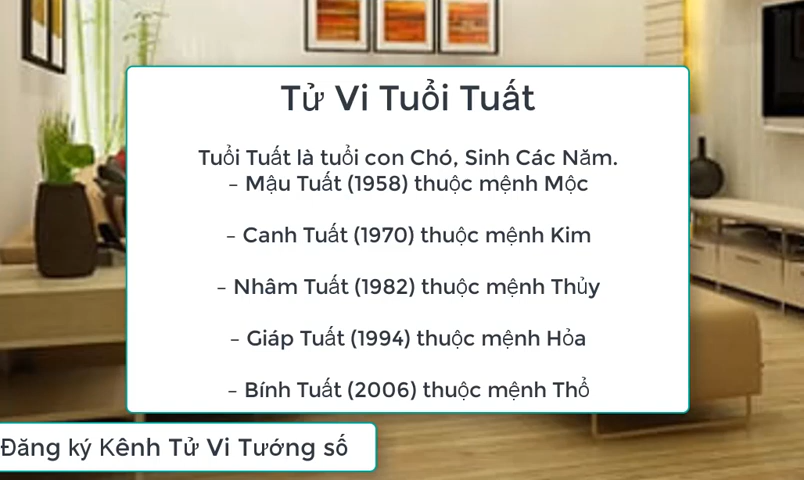 Tử Vi Tuổi Tuất
Tuổi Tuất là tuổi con Chó, Sinh Các Năm.
– Mậu Tuất (1958) thuộc mệnh Mộc
– Canh Tuất (1970) thuộc mệnh Kim
– Nhâm Tuất (1982) thuộc mệnh Thủy
– Giáp Tuất (1994) thuộc mệnh Hỏa
– Bính Tuất (2006) thuộc mệnh Thổ
Đăng ký Kênh Tử Vi Tướng số